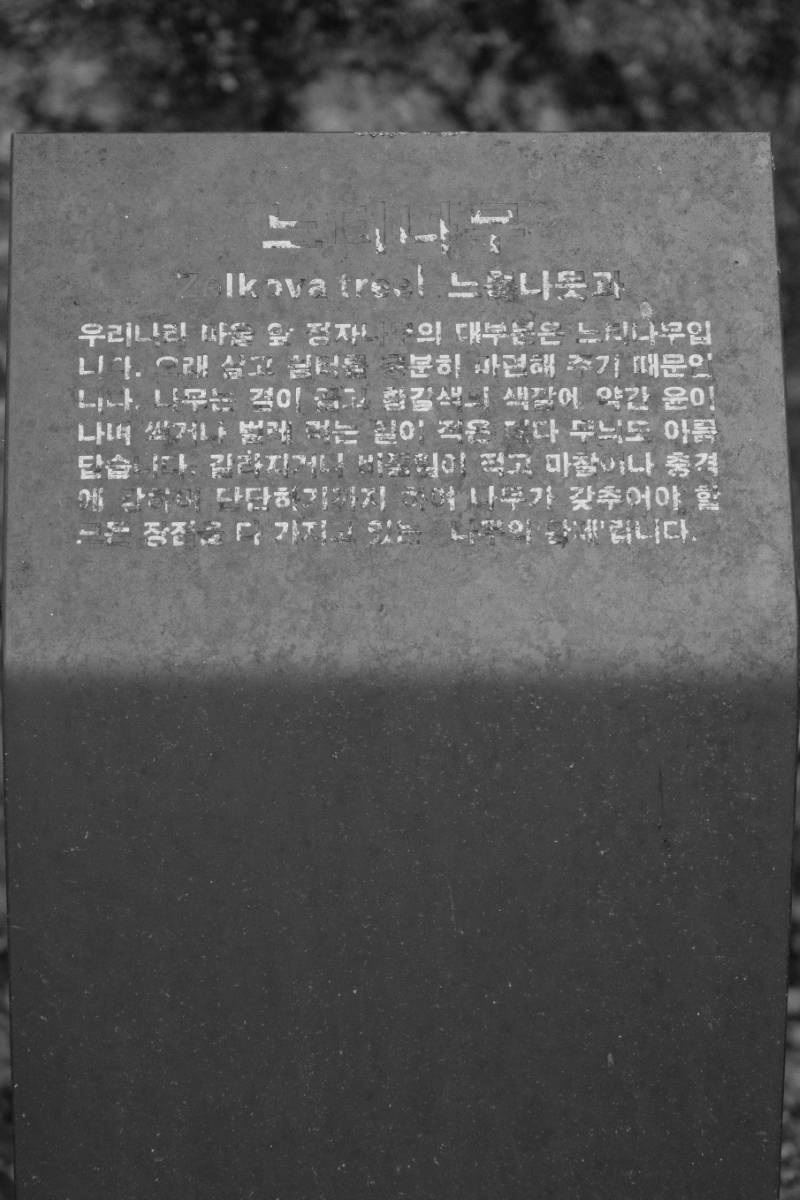 느티나무
Zelkova tree 느릅나뭇과
우리나라 마을 앞 정자나무의 대부분은 느티나무입
니다. 오래 살고 쉼터를 충분히 마련해 주기 때문입
니다. 나무는 결이 곱고 황갈색의 색깔에 약간 윤이
나며 썩거나 벌레 먹는 일이 적은 데다 무늬도 아름
답습니다. 갈라지거나 비틀림이 적고 마찰이나 충격
에 강하며 단단하기까지 하여 나무가 갖추어야 할
모든 장점을 다 가지고 있는 나무의 황제랍니다.